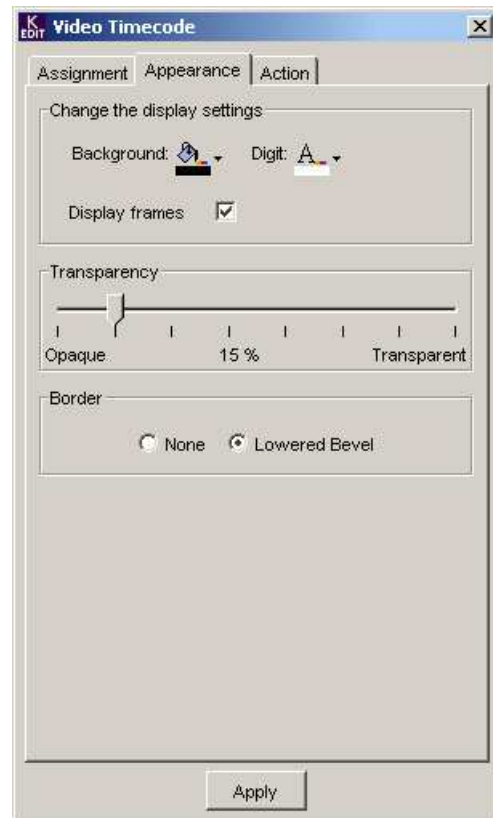 K EDIT Video Timecode
Assignment Appearance Action
Change the display settings
Background: Digit: A
Display frames
Transparency
Opaque 15 % Transparent
Border
None Lowered Bevel
Apply